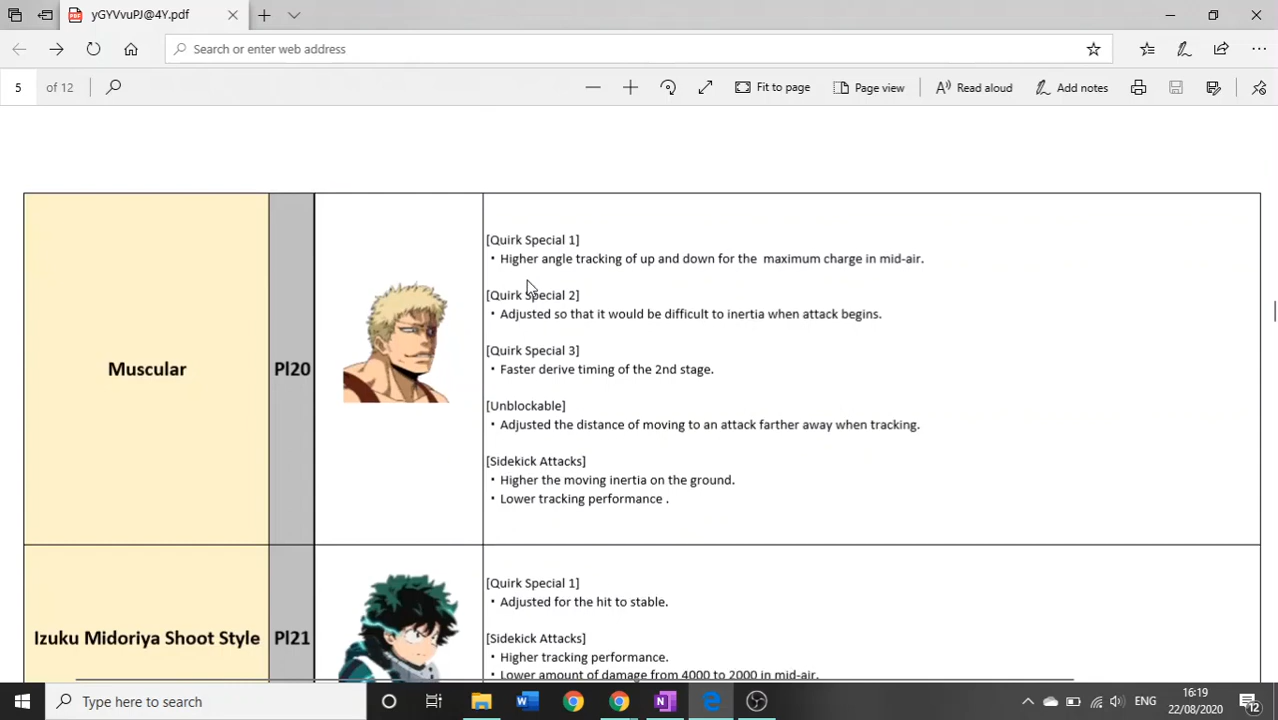 yGYVvuPJ@4Y.pdf
Search or enter web address
5 of 12
Fit to page
Page view
Read aloud
Add notes
Muscular
Pl20
[Quirk Special 1]
・Higher angle tracking of up and down for the  maximum charge in mid-air.
[Quirk Special 2]
・Adjusted so that it would be difficult to inertia when attack begins.
[Quirk Special 3]
・Faster derive timing of the 2nd stage.
[Unblockable]
・Adjusted the distance of moving to an attack farther away when tracking.
[Sidekick Attacks]
・Higher the moving inertia on the ground.
・Lower tracking performance .
Izuku Midoriya Shoot Style
Pl21
[Quirk Special 1]
・Adjusted for the hit to stable.
[Sidekick Attacks]
・Higher tracking performance.
・Lower amount of damage from 4000 to 2000 in mid-air.
Type here to search
ENG
16:19
22/08/2020
12